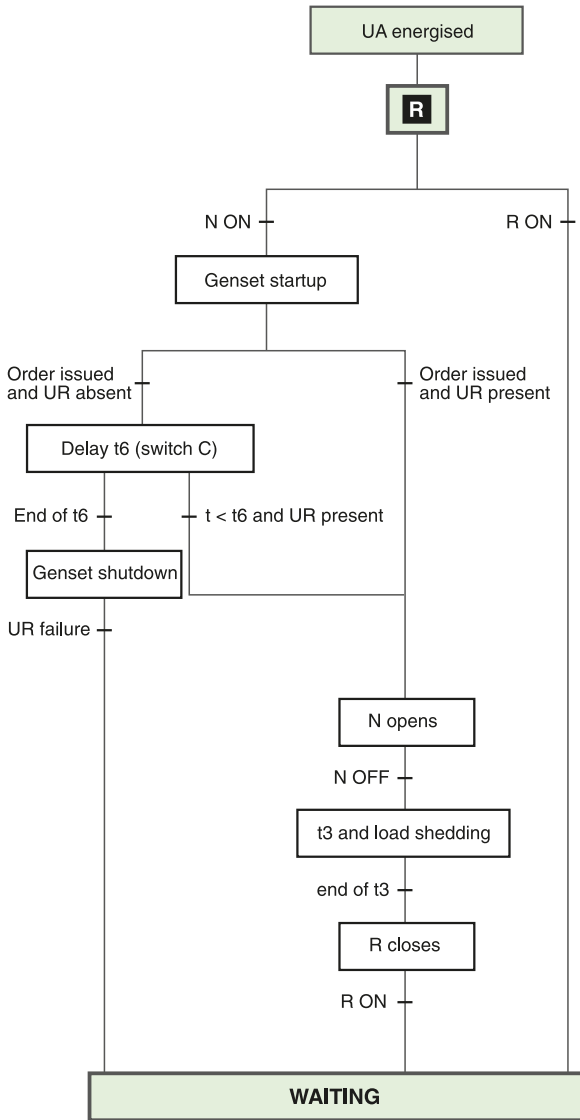 UA energised
R
N ON
R ON
Genset startup
Order issued
and UR absent
Order issued
and UR present
Delay t6 (switch C)
End of t6
t < t6 and UR present
Genset shutdown
UR failure
N opens
N OFF
t3 and load shedding
end of t3
R closes
R ON
WAITING